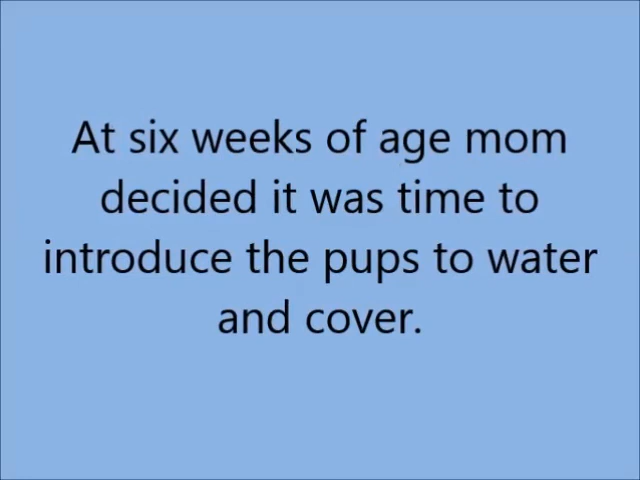 At six weeks of age mom
decided it was time to
introduce the pups to water
and cover.